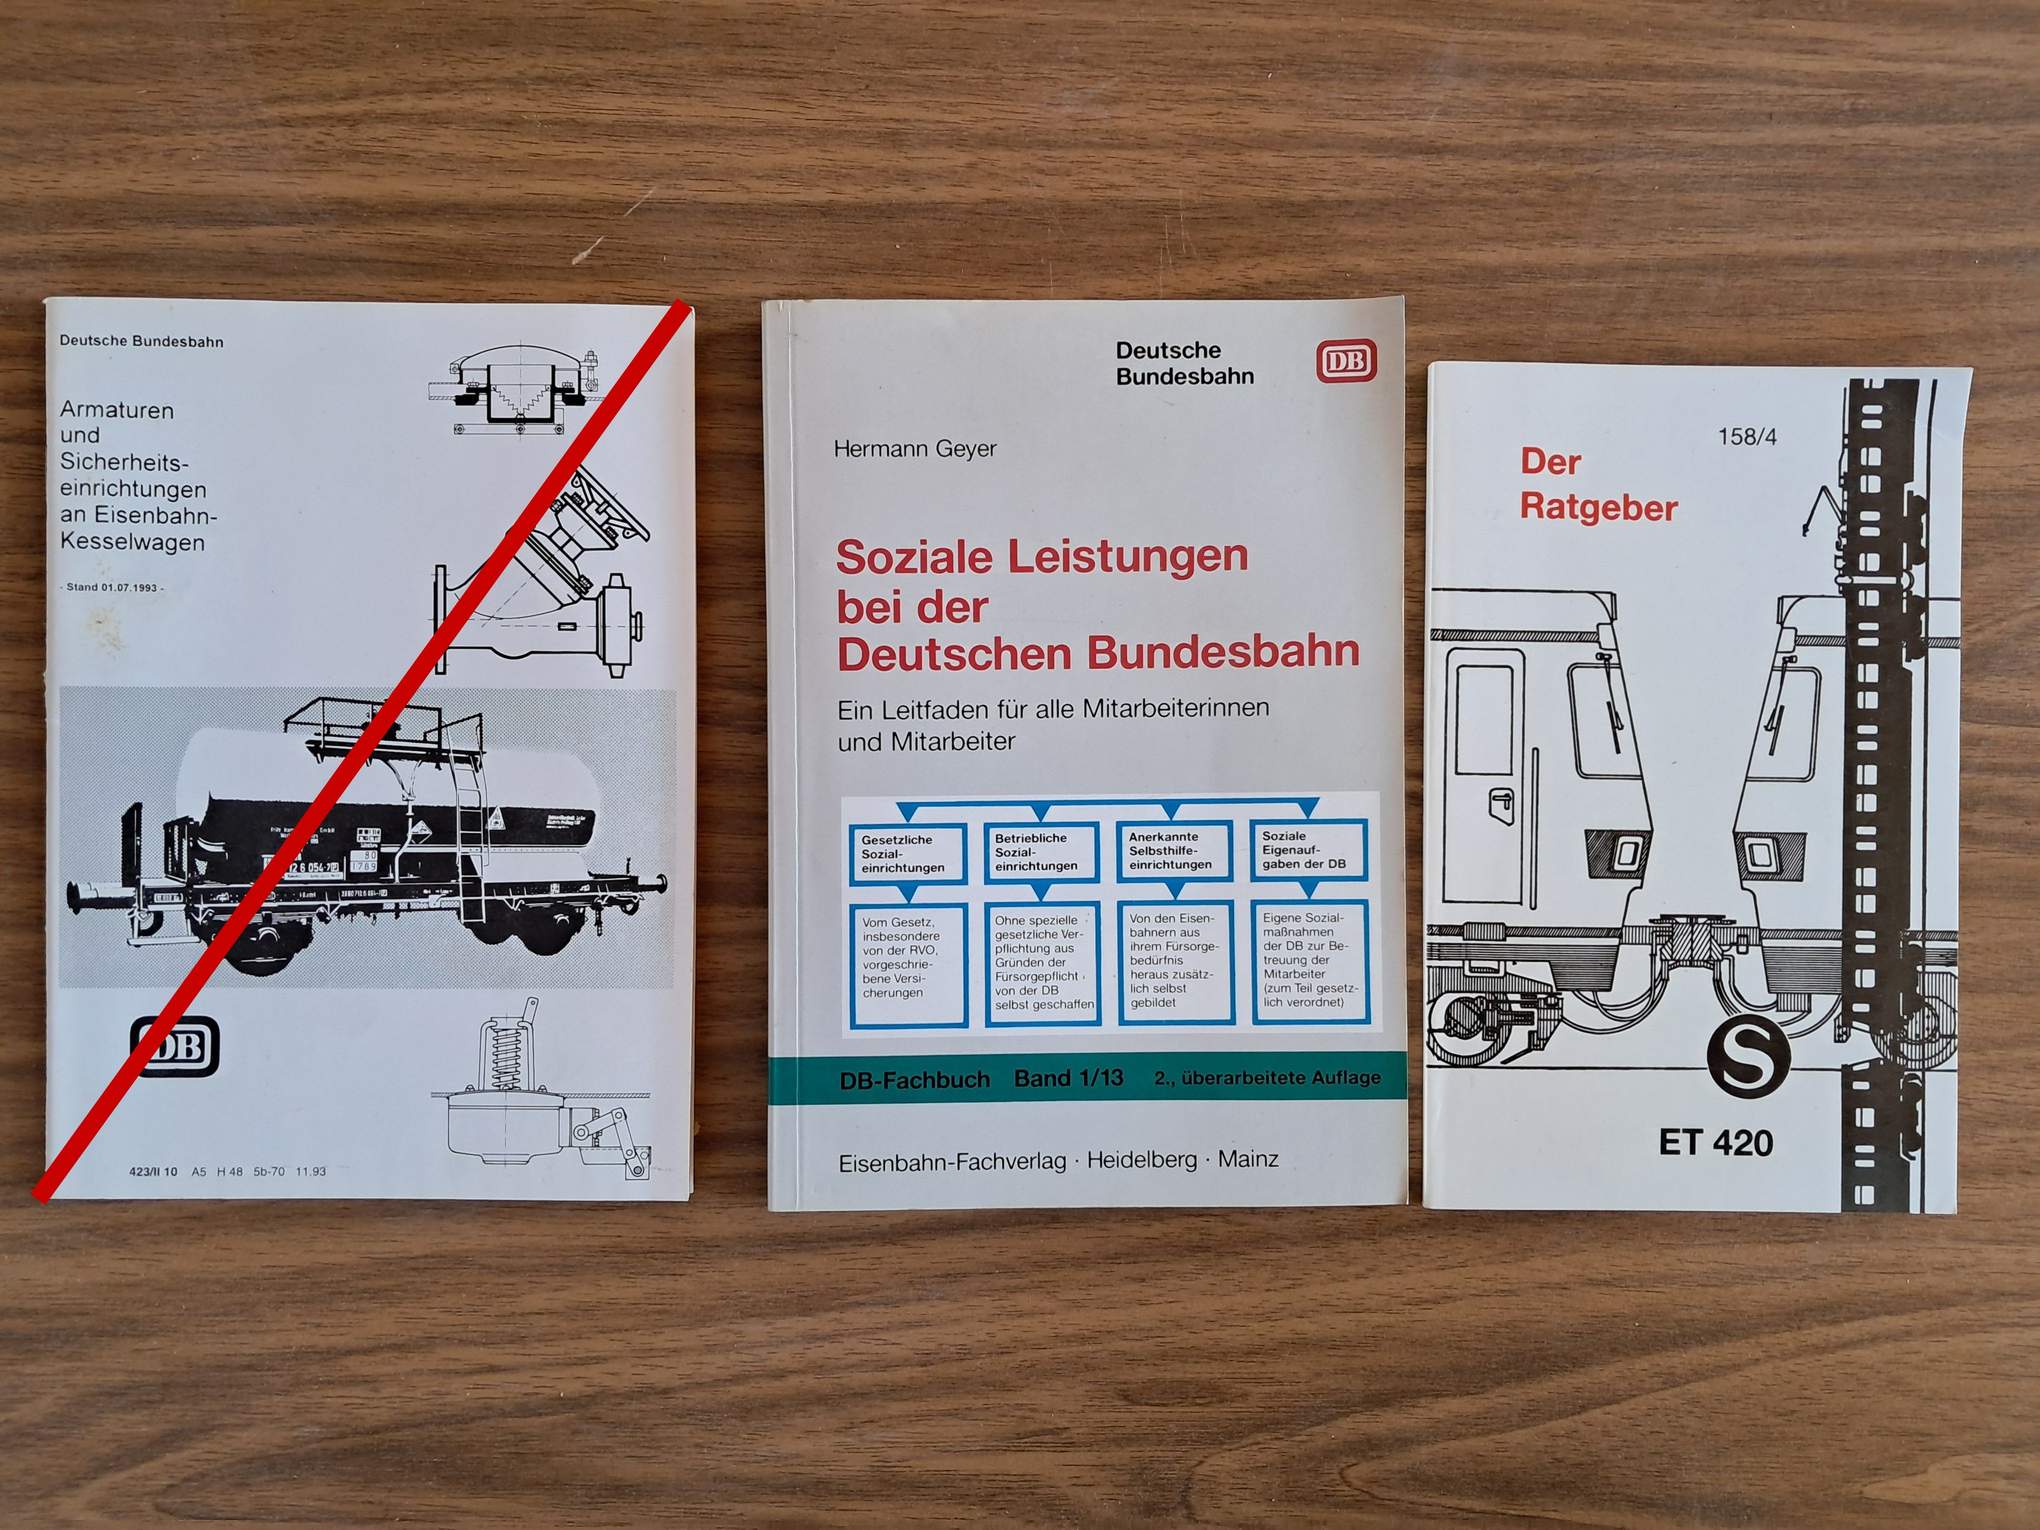 Deutsche Bundesbahn
Armaturen
und
Sicherheits-
einrichtungen
an Eisenbahn-
Kesselwagen
- Stand 01.07.1993 -
6 054-7
80
1789
DB
423/II 10 A5 H 48 5b-70 11.93
Deutsche
Bundesbahn
DB
Hermann Geyer
Soziale Leistungen
bei der
Deutschen Bundesbahn
Ein Leitfaden für alle Mitarbeiterinnen
und Mitarbeiter
Gesetzliche
Sozial-
einrichtungen
Betriebliche
Sozial-
einrichtungen
Anerkannte
Selbsthilfe-
einrichtungen
Soziale
Eigenauf-
gaben der DB
Vom Gesetz,
insbesondere
von der RVO,
vorgeschrie-
bene Versi-
cherungen
Ohne spezielle
gesetzliche Ver-
pflichtung aus
Gründen der
Fürsorgepflicht
von der DB
selbst geschaffen
Von den Eisen-
bahnern aus
ihrem Fürsorge-
bedürfnis
heraus zusätz-
lich selbst
gebildet
Eigene Sozial-
maßnahmen
der DB zur Be-
treuung der
Mitarbeiter
(zum Teil gesetz-
lich verordnet)
DB-Fachbuch Band 1/13 2., überarbeitete Auflage
Eisenbahn-Fachverlag · Heidelberg · Mainz
158/4
Der
Ratgeber
S
ET 420